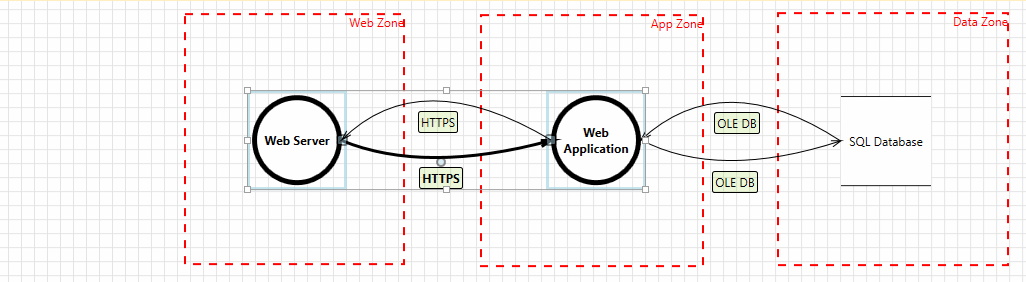 Web Zone
App Zone
Data Zone
HTTPS
OLE DB
Web Server
Web
Application
SQL Database
HTTPS
OLE DB